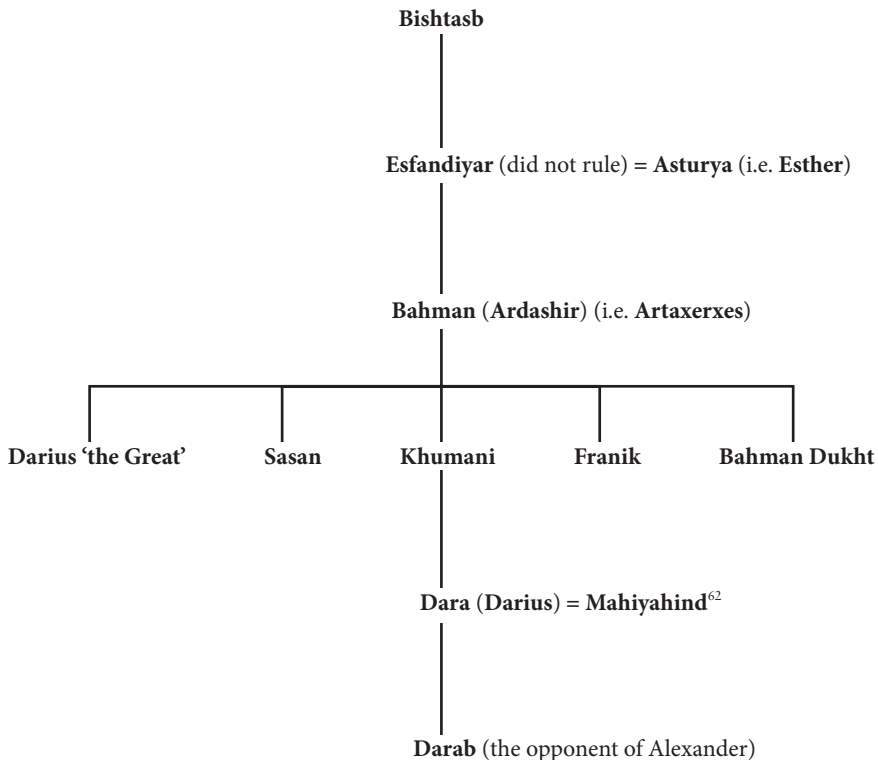 Bishtasb
Esfandiyar (did not rule) = Asturya (i.e. Esther)
Bahman (Ardashir) (i.e. Artaxerxes)
Darius ‘the Great’ Sasan Khumani Franik Bahman Dukht
Dara (Darius) = Mahiyahind62
Darab (the opponent of Alexander)